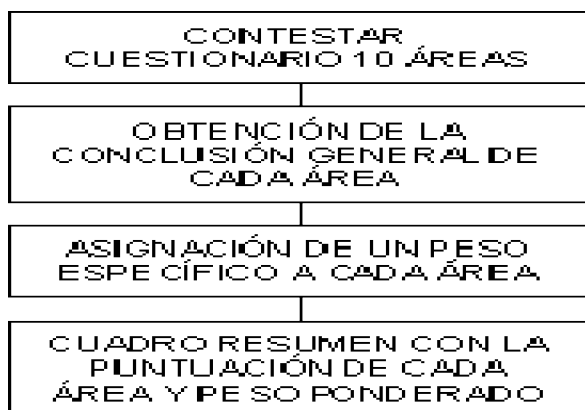 CONTESTAR
CUESTIONARIO 10 ÁREAS
OBTENCIÓN DE LA
CONCLUSIÓN GENERAL DE
CADA ÁREA
ASIGNACIÓN DE UN PESO
ESPECÍFICO A CADA ÁREA
CUADRO RESUMEN CON LA
PUNTUACIÓN DE CADA
ÁREA Y PESO PONDERADO